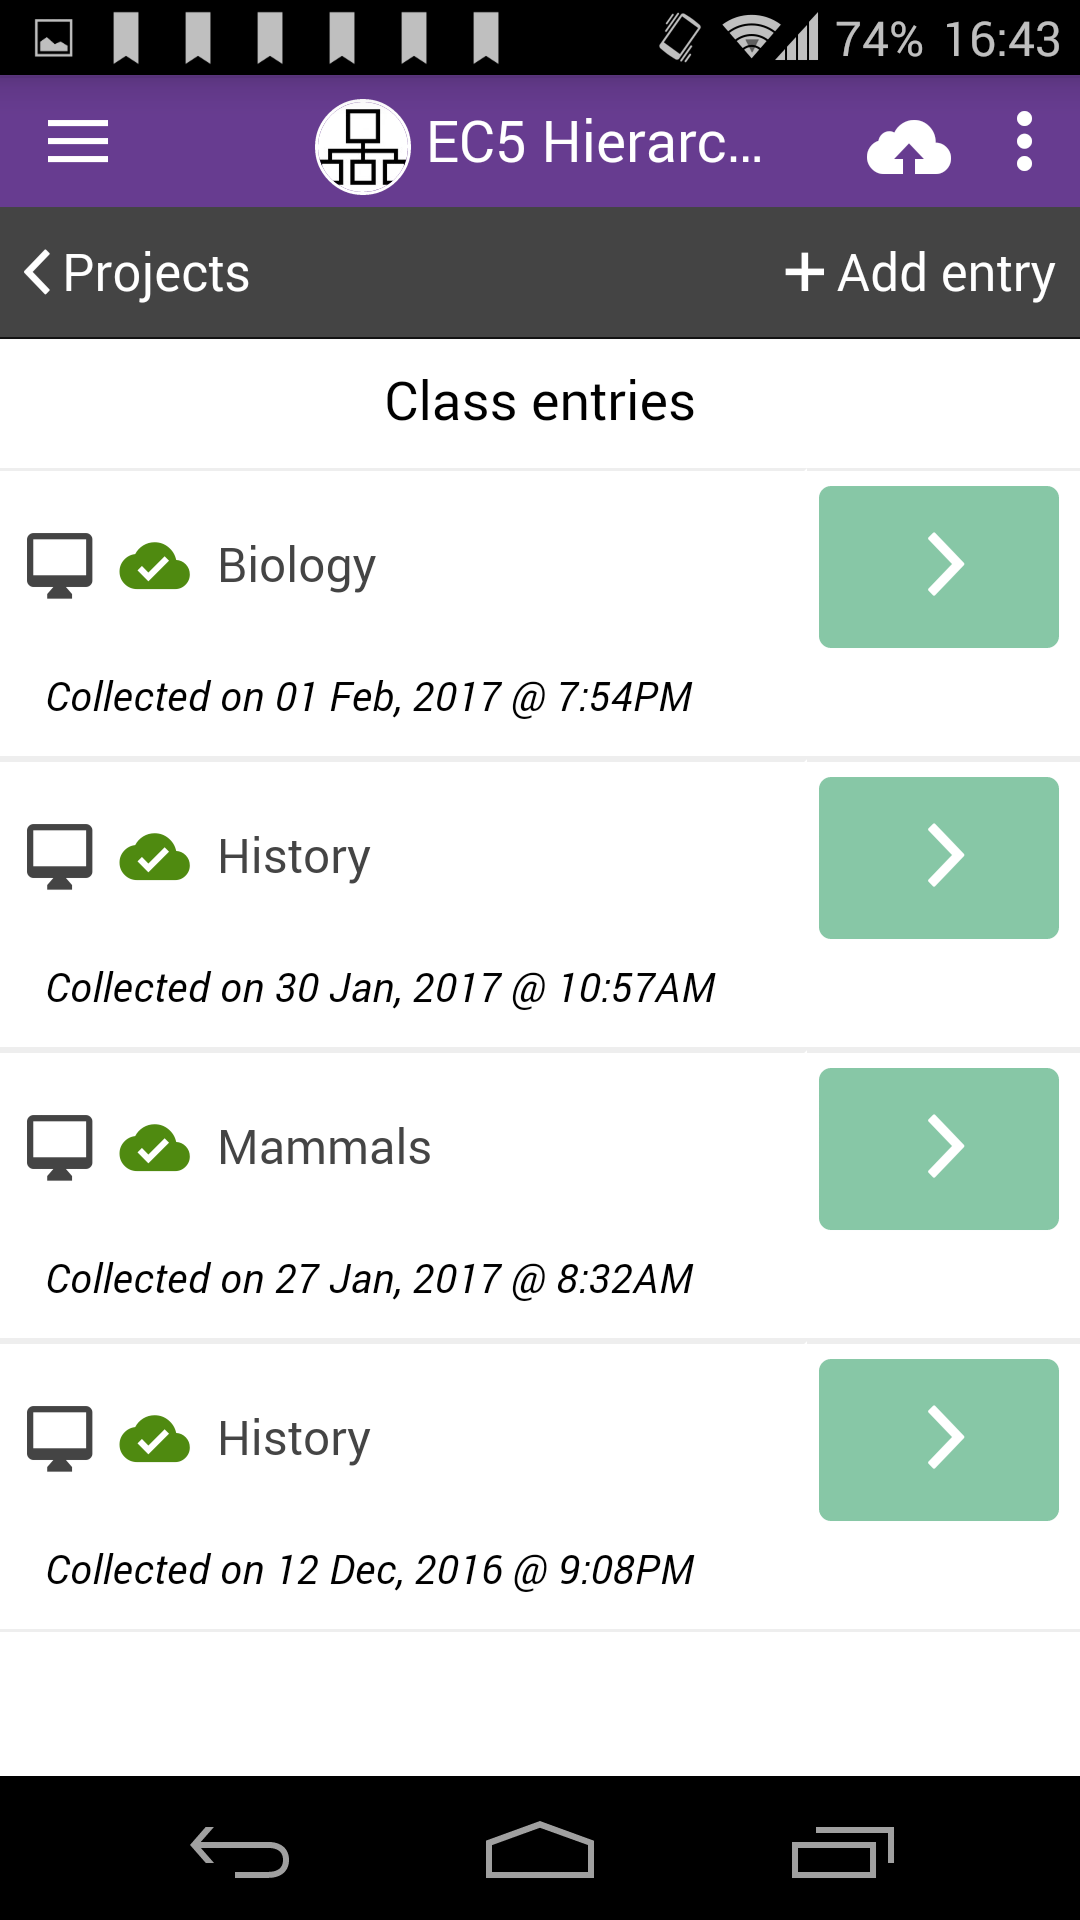 74% 16:43
EC5 Hierarc...
Projects
Add entry
Class entries
Biology
Collected on 01 Feb, 2017 @ 7:54PM
History
Collected on 30 Jan, 2017 @ 10:57AM
Mammals
Collected on 27 Jan, 2017 @ 8:32AM
History
Collected on 12 Dec, 2016 @ 9:08PM